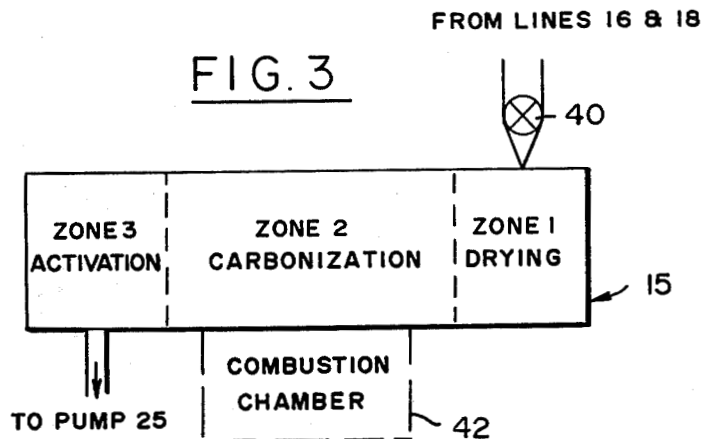 FROM LINES 16 & 18
FIG. 3
40
ZONE 3
ACTIVATION
ZONE 2
CARBONIZATION
ZONE 1
DRYING
15
COMBUSTION
CHAMBER
42
TO PUMP 25